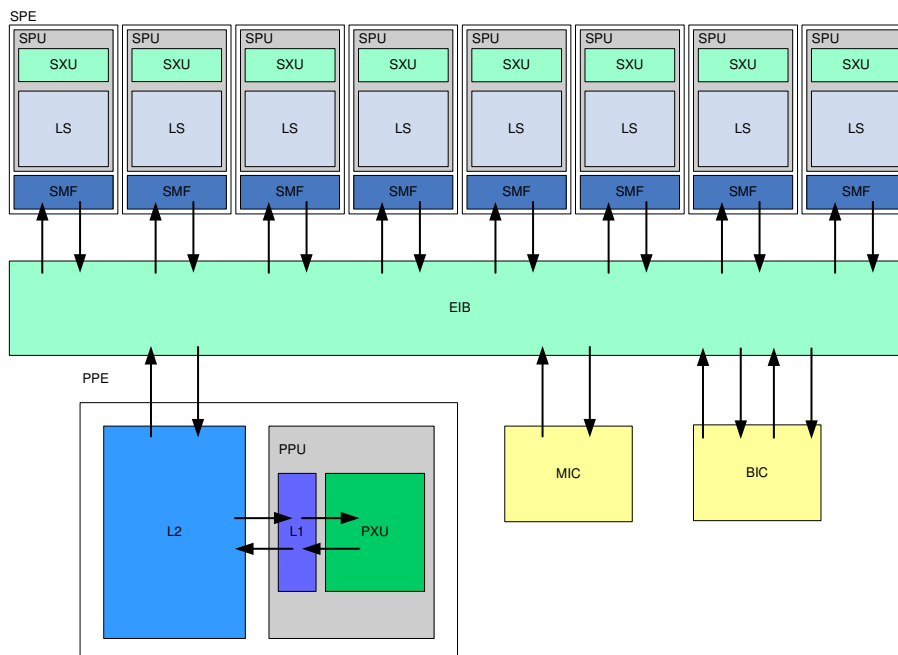 SPE
SPU SPU SPU SPU SPU SPU SPU SPU
SXU SXU SXU SXU SXU SXU SXU SXU
LS LS LS LS LS LS LS LS
SMF SMF SMF SMF SMF SMF SMF SMF
EIB
PPE
PPU
MIC BIC
L2 L1 PXU